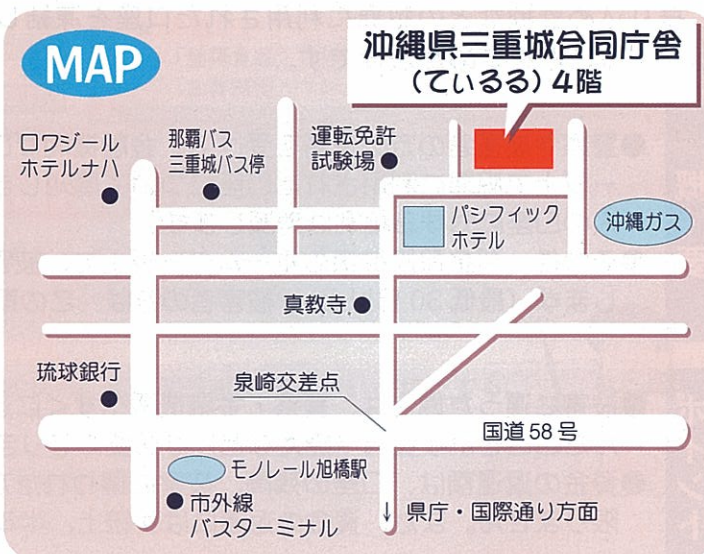 MAP
沖縄県三重城合同庁舎
(ているる)4階
ロワジール
ホテルナハ
那覇バス
三重城バス停
運転免許
試験場
パシフィック
ホテル
沖縄ガス
真教寺
琉球銀行
泉崎交差点
国道58号
モノレール旭橋駅
市外線
バスターミナル
↓ 県庁・国際通り方面